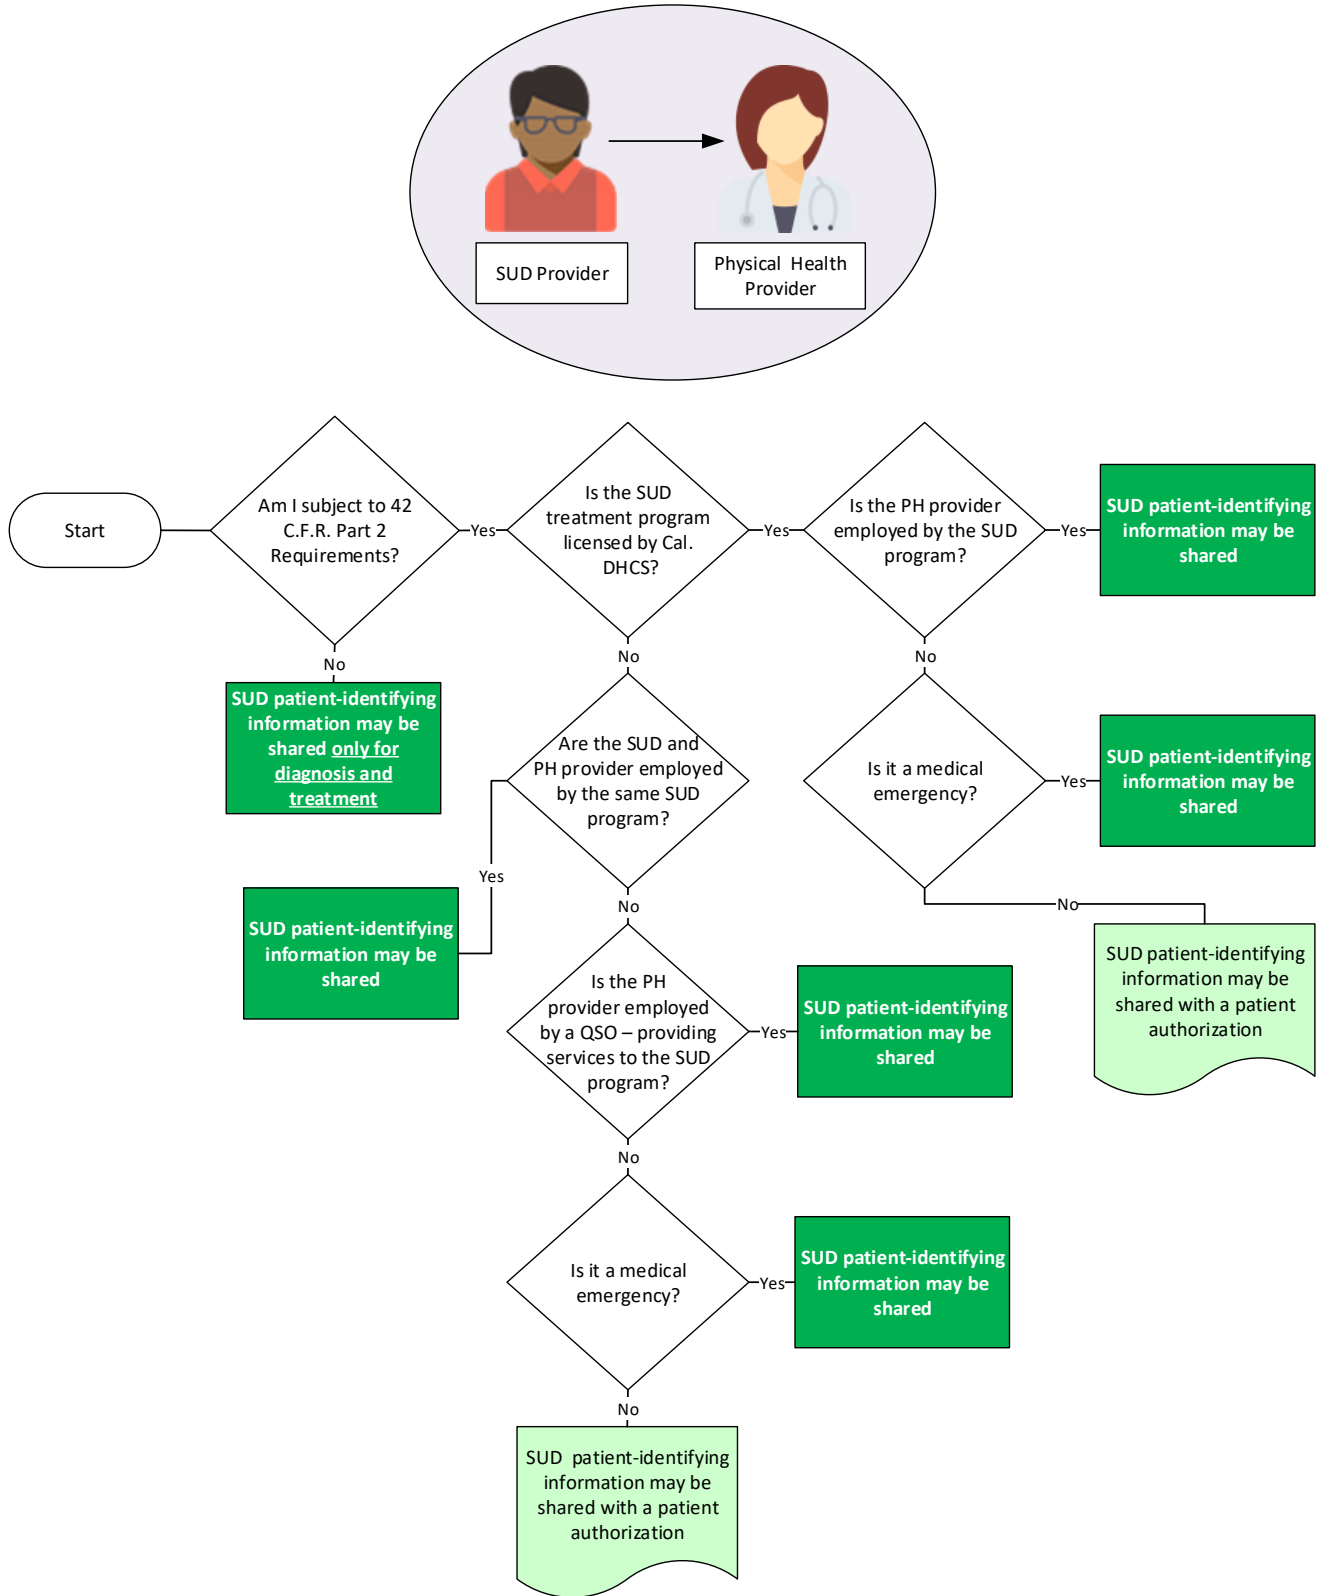 SUD Provider
Physical Health
Provider
Start
Am I subject to 42
C.F.R. Part 2
Requirements?
Yes
Is the SUD
treatment program
licensed by Cal.
DHCS?
Yes
Is the PH provider
employed by the SUD
program?
Yes
SUD patient-identifying
information may be
shared
No
No
No
SUD patient-identifying
information may be
shared only for
diagnosis and
treatment
Are the SUD and
PH provider employed
by the same SUD
program?
Is it a medical
emergency?
Yes
SUD patient-identifying
information may be
shared
Yes
SUD patient-identifying
information may be
shared
No
No
SUD patient-identifying
information may be
shared with a patient
authorization
Is the PH
provider employed
by a QSO – providing
services to the SUD
program?
Yes
SUD patient-identifying
information may be
shared
No
Is it a medical
emergency?
Yes
SUD patient-identifying
information may be
shared
No
SUD patient-identifying
information may be
shared with a patient
authorization